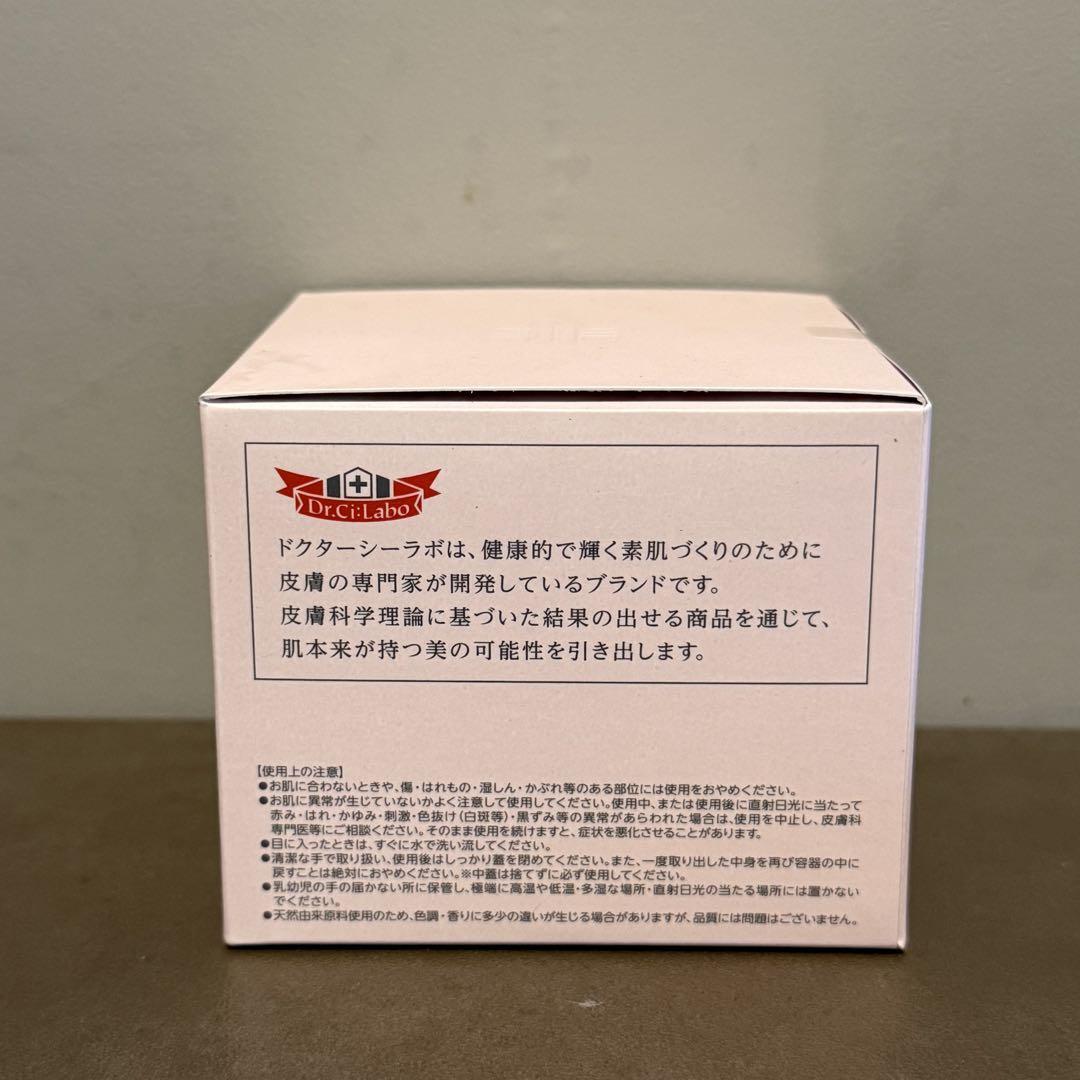 Dr.Ci:Labo
ドクターシーラボは、健康的で輝く素肌づくりのために
皮膚の専門家が開発しているブランドです。
皮膚科学理論に基づいた結果の出せる商品を通じて、
肌本来が持つ美の可能性を引き出します。
【使用上の注意】
●お肌に合わないときや、傷・はれもの・湿しん・かぶれ等のある部位には使用をおやめください。
●お肌に異常が生じていないかよく注意して使用してください。使用中、または使用後に直射日光に当たって
赤み・はれ・かゆみ・刺激・色抜け(白斑等)・黒ずみ等の異常があらわれた場合は、使用を中止し、皮膚科
専門医等にご相談ください。そのまま使用を続けますと、症状を悪化させることがあります。
●目に入ったときは、すぐに水で洗い流してください。
●清潔な手で取り扱い、使用後はしっかり蓋を閉めてください。また、一度取り出した中身を再び容器の中に
戻すことは絶対におやめください。※中蓋は捨てずに必ず使用してください。
●乳幼児の手の届かない所に保管し、極端に高温や低温・多湿な場所・直射日光の当たる場所には置かない
でください。
●天然由来原料使用のため、色調・香りに多少の違いが生じる場合がありますが、品質には問題はございません。